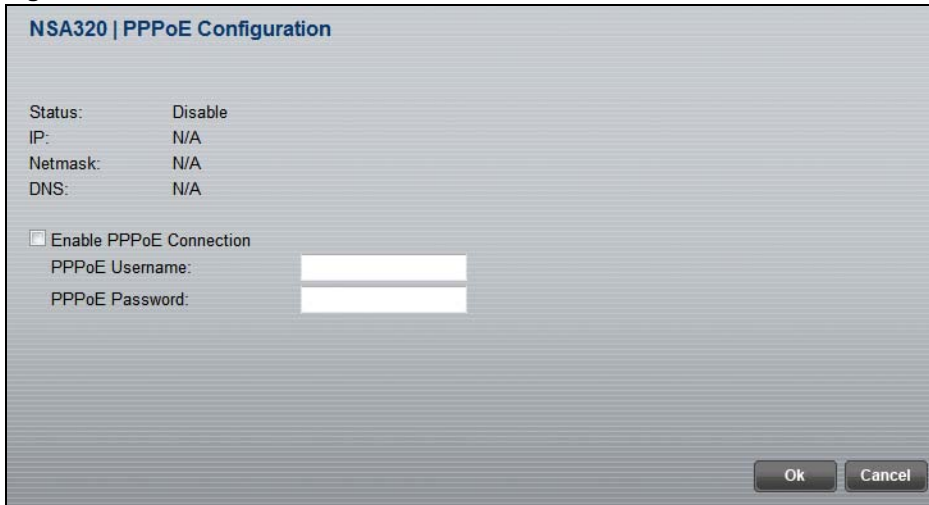 NSA320 | PPPoE Configuration
Status: Disable
IP: N/A
Netmask: N/A
DNS: N/A
Enable PPPoE Connection
PPPoE Username:
PPPoE Password:
Ok Cancel